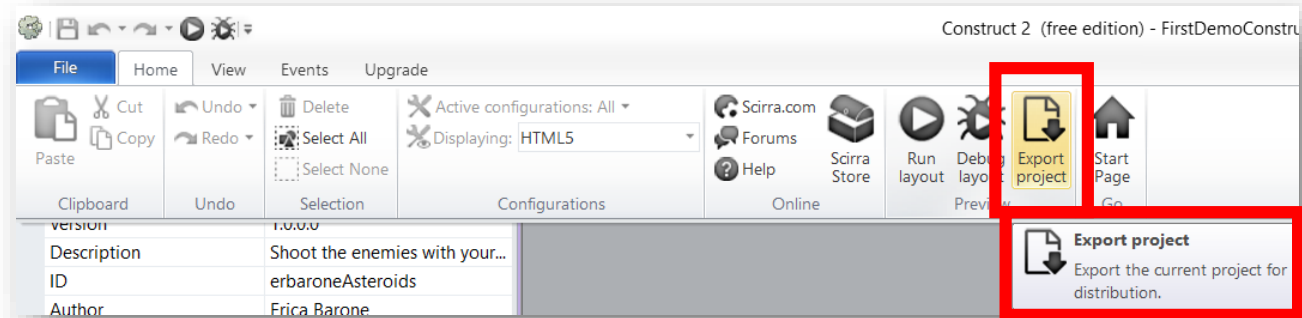 Construct 2 (free edition) - FirstDemoConstru
File Home View Events Upgrade
Cut Undo Delete Active configurations: All Scirra.com
Copy Redo Select All Displaying: HTML5 Forums
Paste Select None Help Scirra Store Run layout Debug layout Export project Start Page
Clipboard Undo Selection Configurations Online Preview Go
version 1.0.0.0
Description Shoot the enemies with your...
ID erbaroneAsteroids
Author Erica Barone
Export project
Export the current project for
distribution.